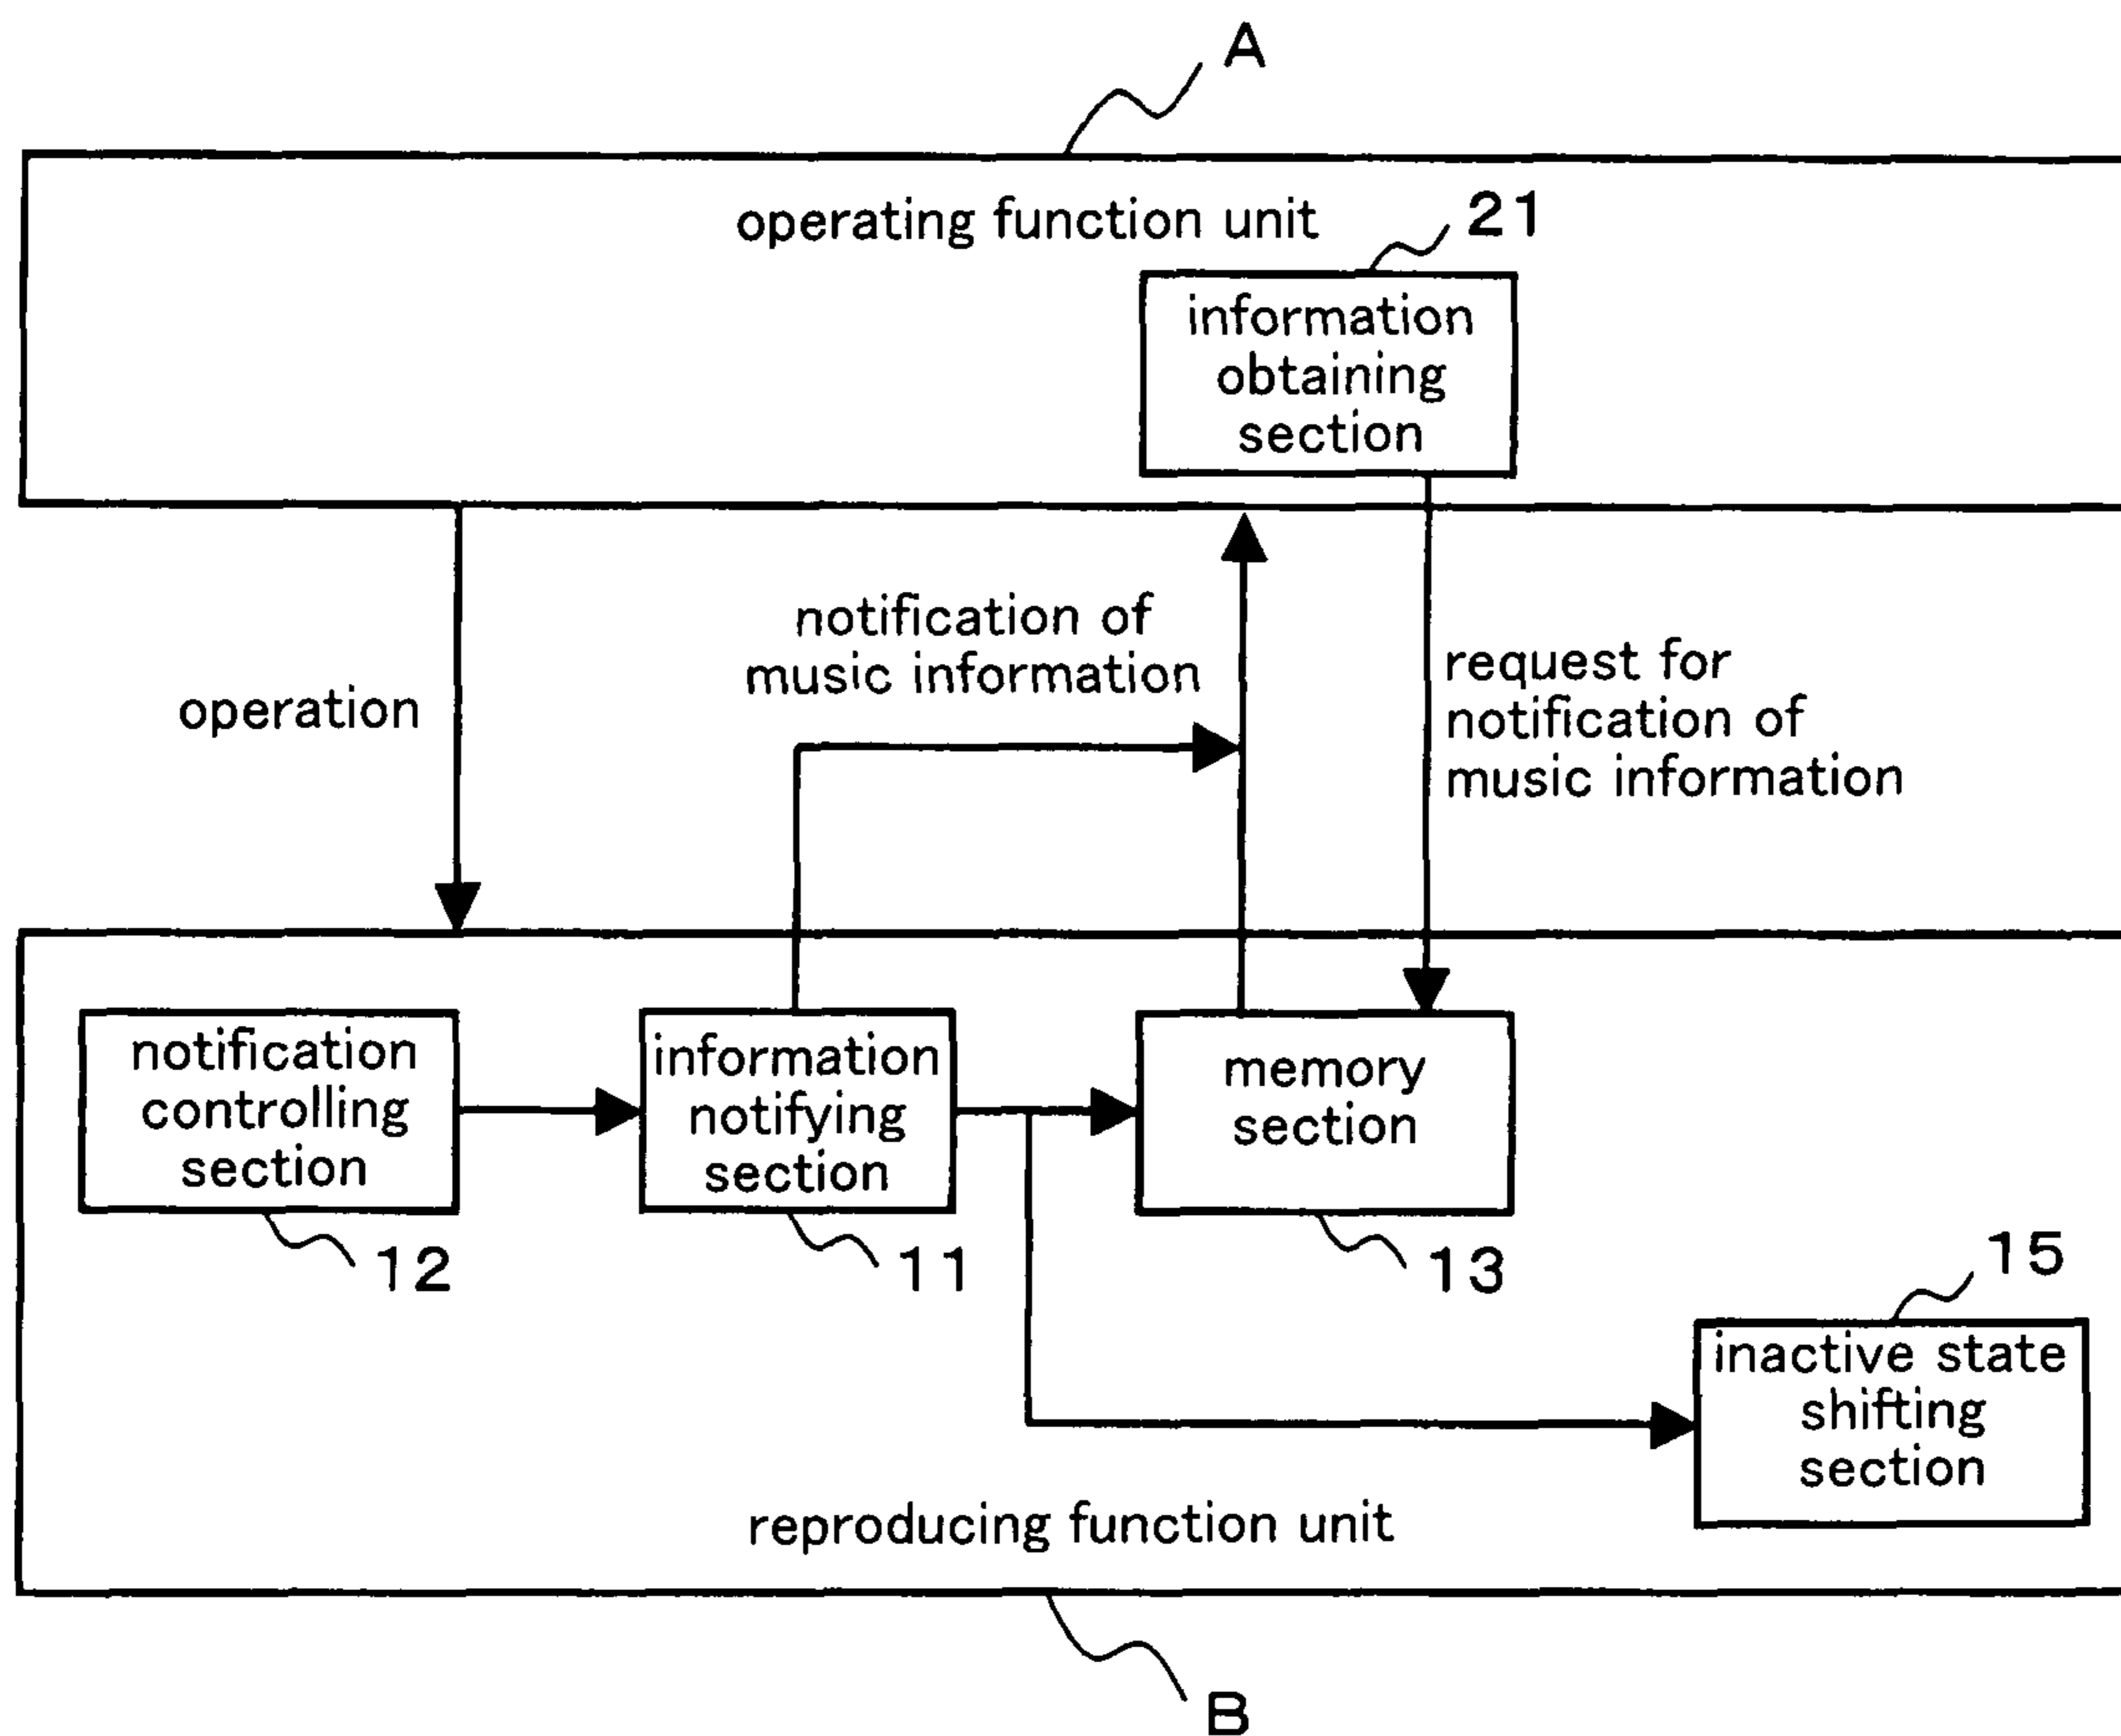 A
operating function unit
21
information
obtaining
section
notification of
music information
operation
request for
notification of
music information
notification
controlling
section
information
notifying
section
memory
section
12
11
13
15
inactive state
shifting
section
reproducing function unit
B